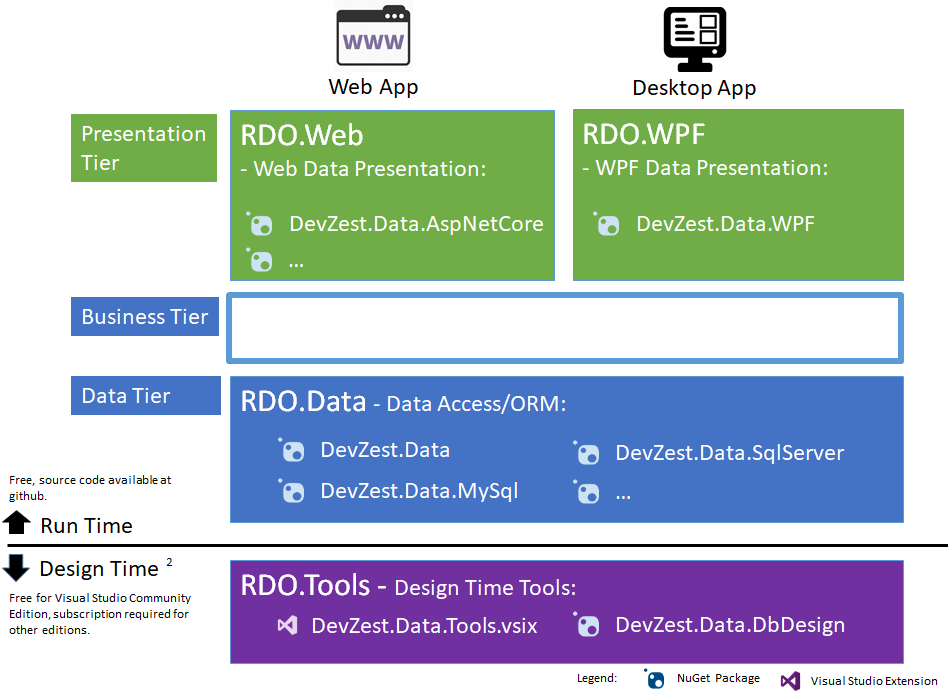 WWW
Web App
Desktop App
Presentation
Tier
RDO.Web
- Web Data Presentation:
DevZest.Data.AspNetCore
...
RDO.WPF
- WPF Data Presentation:
DevZest.Data.WPF
Business Tier
Data Tier
RDO.Data - Data Access/ORM:
DevZest.Data
DevZest.Data.SqlServer
DevZest.Data.MySql
...
Free, source code available at
github.
Run Time
Design Time 2
Free for Visual Studio Community
Edition, subscription required for
other editions.
RDO.Tools - Design Time Tools:
DevZest.Data.Tools.vsix
DevZest.Data.DbDesign
Legend:
NuGet Package
Visual Studio Extension